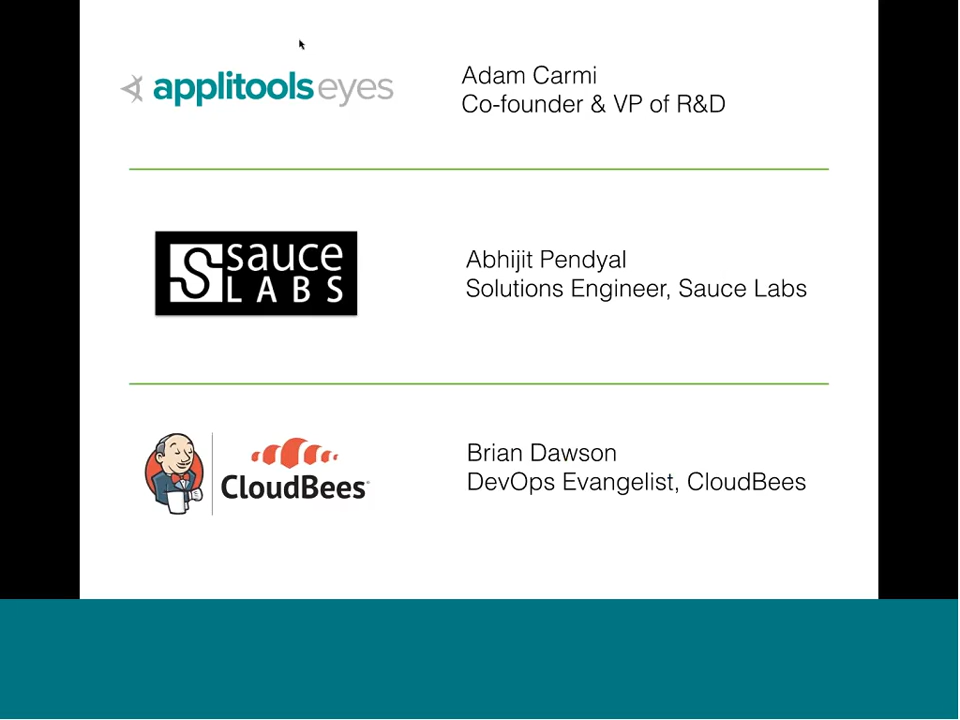 applitools eyes
Adam Carmi
Co-founder & VP of R&D
S sauce
LABS
Abhijit Pendyal
Solutions Engineer, Sauce Labs
CloudBees
Brian Dawson
DevOps Evangelist, CloudBees